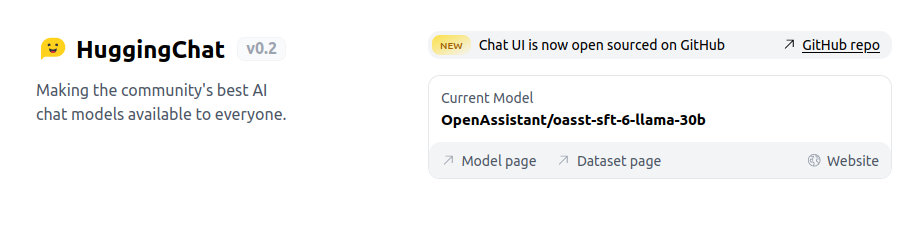 HuggingChat v0.2
Making the community's best AI
chat models available to everyone.
NEW Chat UI is now open sourced on GitHub GitHub repo
Current Model
OpenAssistant/oasst-sft-6-llama-30b
Model page Dataset page Website